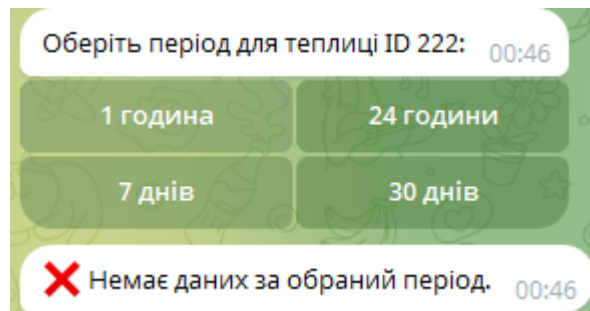 Оберіть період для теплиці ID 222: 00:46
1 година 24 години
7 днів 30 днів
❌ Немає даних за обраний період. 00:46